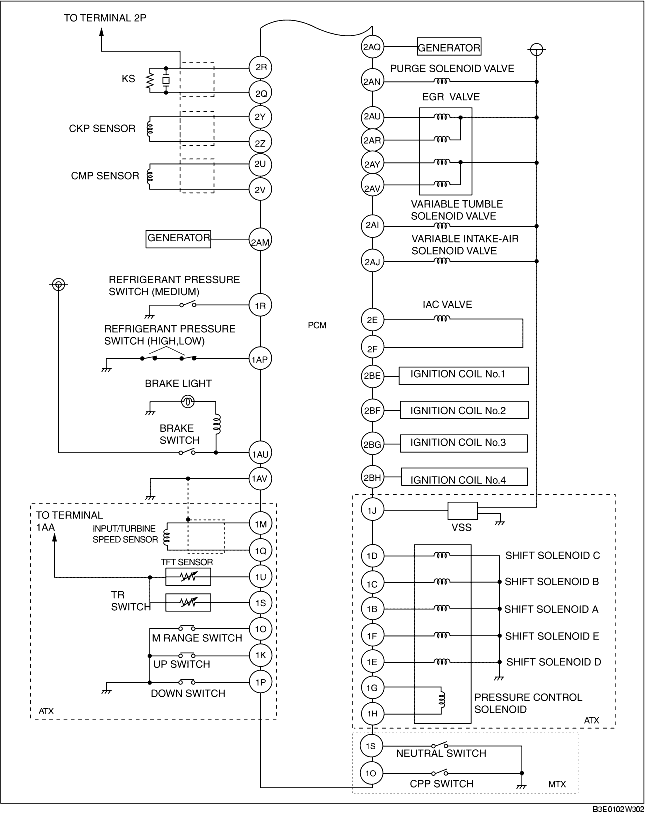 TO TERMINAL 2P
KS
2R
2Q
CKP SENSOR
2Y
2Z
CMP SENSOR
2U
2V
GENERATOR
2AM
REFRIGERANT PRESSURE
SWITCH (MEDIUM)
1R
REFRIGERANT PRESSURE
SWITCH (HIGH,LOW)
1AP
BRAKE LIGHT
BRAKE
SWITCH
1AU
1AV
TO TERMINAL
1AA
INPUT/TURBINE
SPEED SENSOR
1M
1Q
TFT SENSOR
1U
TR
SWITCH
1S
1O
M RANGE SWITCH
1K
UP SWITCH
1P
DOWN SWITCH
ATX
PCM
2AQ
GENERATOR
PURGE SOLENOID VALVE
2AN
EGR VALVE
2AU
2AR
2AY
2AV
VARIABLE TUMBLE
SOLENOID VALVE
2AI
VARIABLE INTAKE-AIR
SOLENOID VALVE
2AJ
IAC VALVE
2E
2F
2BE
IGNITION COIL No.1
2BF
IGNITION COIL No.2
2BG
IGNITION COIL No.3
2BH
IGNITION COIL No.4
1J
VSS
1D
SHIFT SOLENOID C
1C
SHIFT SOLENOID B
1B
SHIFT SOLENOID A
1F
SHIFT SOLENOID E
1E
SHIFT SOLENOID D
1G
PRESSURE CONTROL
SOLENOID
1H
ATX
1S
NEUTRAL SWITCH
1O
CPP SWITCH
MTX
B3E0102W302